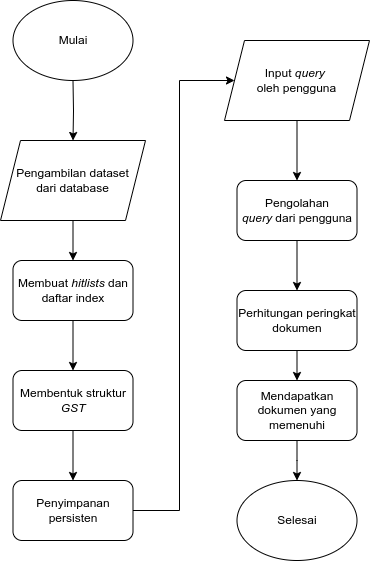 Mulai
Pengambilan dataset
dari database
Membuat hitlists dan
daftar index
Membentuk struktur
GST
Penyimpanan
persisten
Input query
oleh pengguna
Pengolahan
query dari pengguna
Perhitungan peringkat
dokumen
Mendapatkan
dokumen yang
memenuhi
Selesai